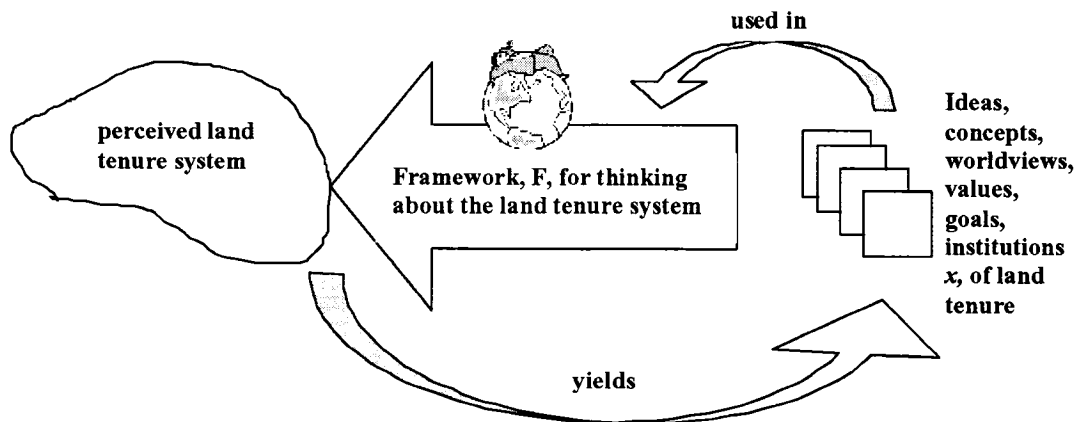 used in
perceived land
tenure system
Framework, F, for thinking
about the land tenure system
Ideas,
concepts,
worldviews,
values,
goals,
institutions
x, of land
tenure
yields